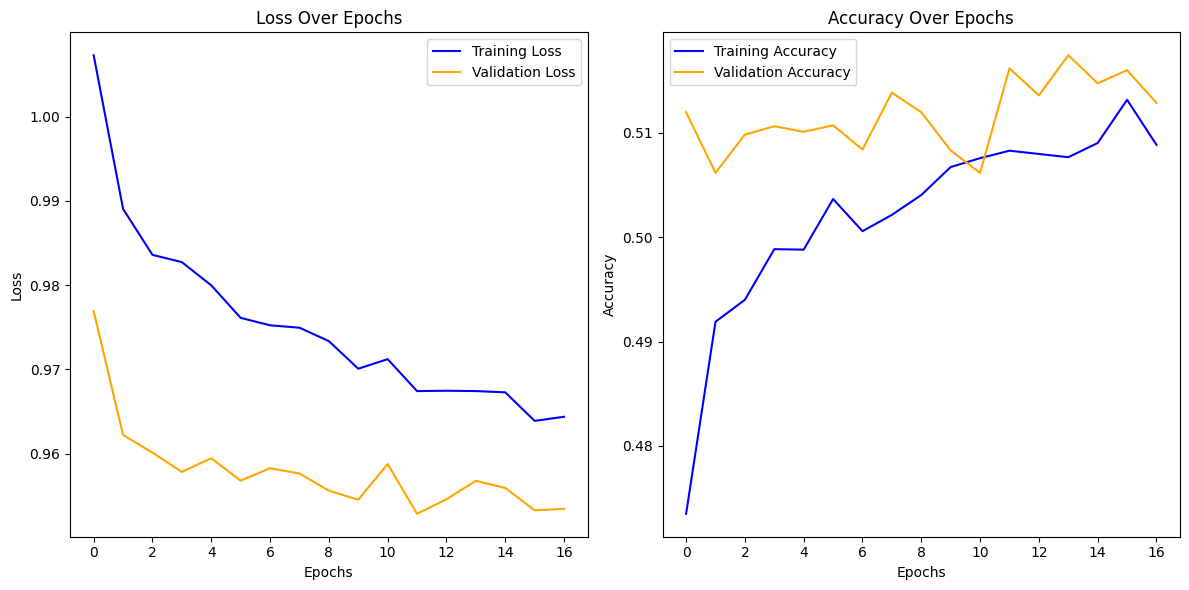 Loss Over Epochs
Training Loss
Validation Loss
1.00
0.99
0.98
0.97
0.96
Loss
0 2 4 6 8 10 12 14 16
Epochs
Accuracy Over Epochs
Training Accuracy
Validation Accuracy
0.51
0.50
0.49
0.48
Accuracy
0 2 4 6 8 10 12 14 16
Epochs